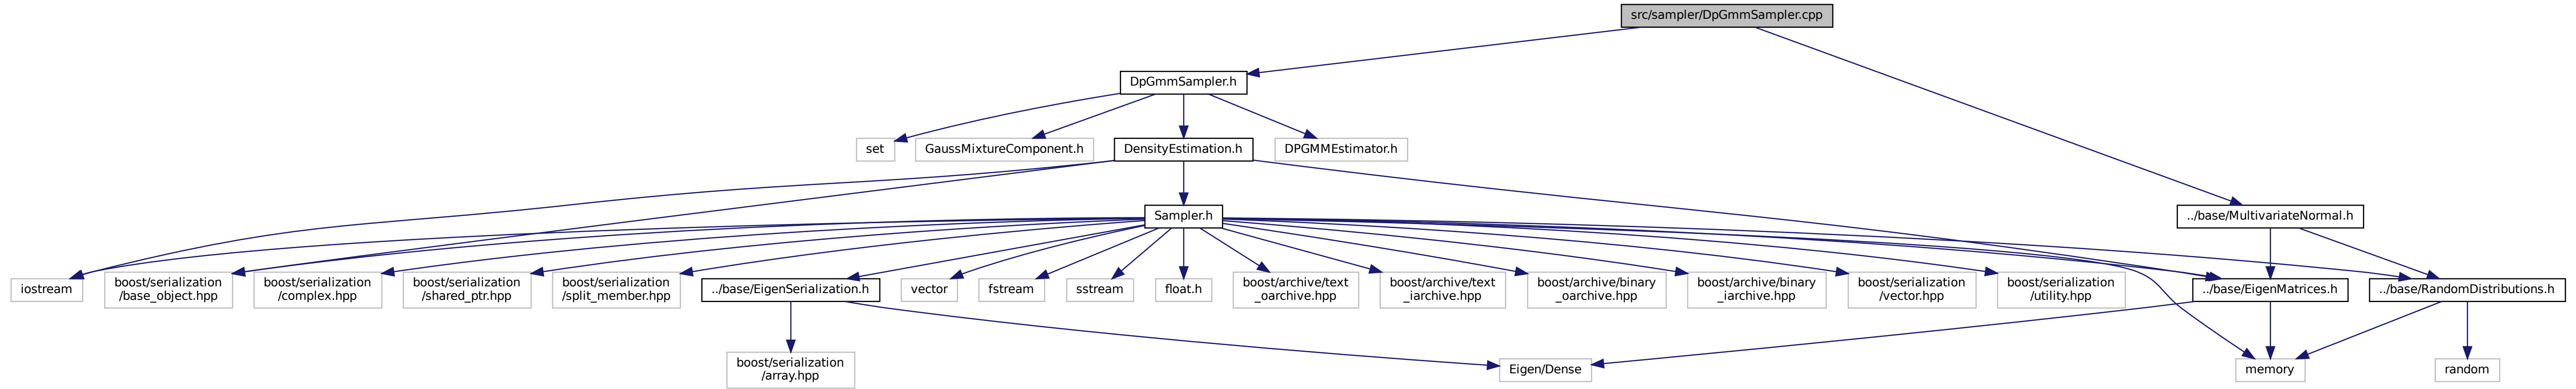 src/sampler/DpGmmSampler.cpp
DpGmmSampler.h
set
GaussMixtureComponent.h
DensityEstimation.h
DPGMMEstimator.h
Sampler.h
../base/MultivariateNormal.h
iostream
boost/serialization
/base_object.hpp
boost/serialization
/complex.hpp
boost/serialization
/shared_ptr.hpp
boost/serialization
/split_member.hpp
../base/EigenSerialization.h
vector
fstream
sstream
float.h
boost/archive/text
_oarchive.hpp
boost/archive/text
_iarchive.hpp
boost/archive/binary
_oarchive.hpp
boost/archive/binary
_iarchive.hpp
boost/serialization
/vector.hpp
boost/serialization
/utility.hpp
../base/EigenMatrices.h
../base/RandomDistributions.h
boost/serialization
/array.hpp
Eigen/Dense
memory
random